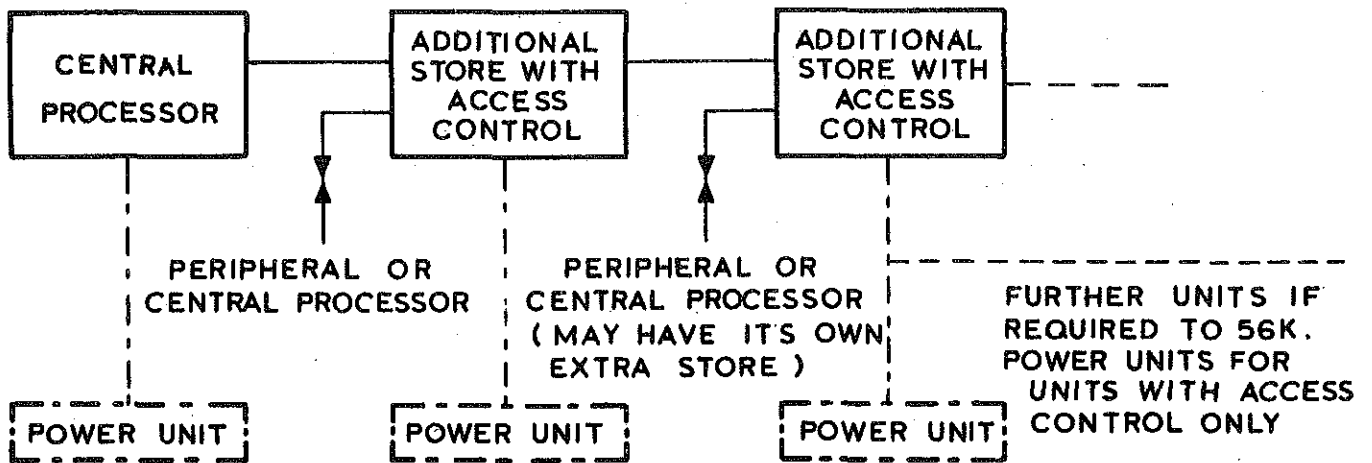 CENTRAL
PROCESSOR
ADDITIONAL
STORE WITH
ACCESS
CONTROL
ADDITIONAL
STORE WITH
ACCESS
CONTROL
PERIPHERAL OR
CENTRAL PROCESSOR
PERIPHERAL OR
CENTRAL PROCESSOR
( MAY HAVE IT'S OWN
EXTRA STORE )
FURTHER UNITS IF
REQUIRED TO 56K.
POWER UNITS FOR
UNITS WITH ACCESS
CONTROL ONLY
POWER UNIT
POWER UNIT
POWER UNIT